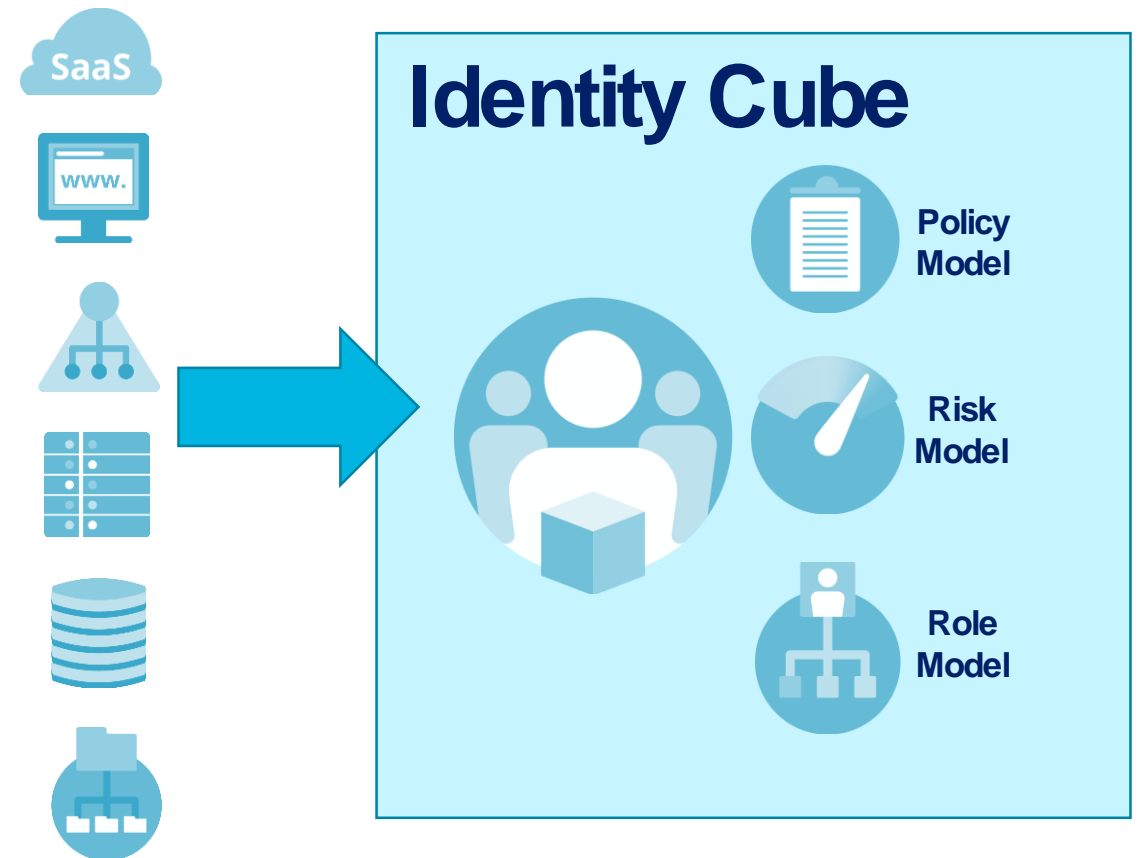 SaaS
www.
Identity Cube
Policy
Model
Risk
Model
Role
Model